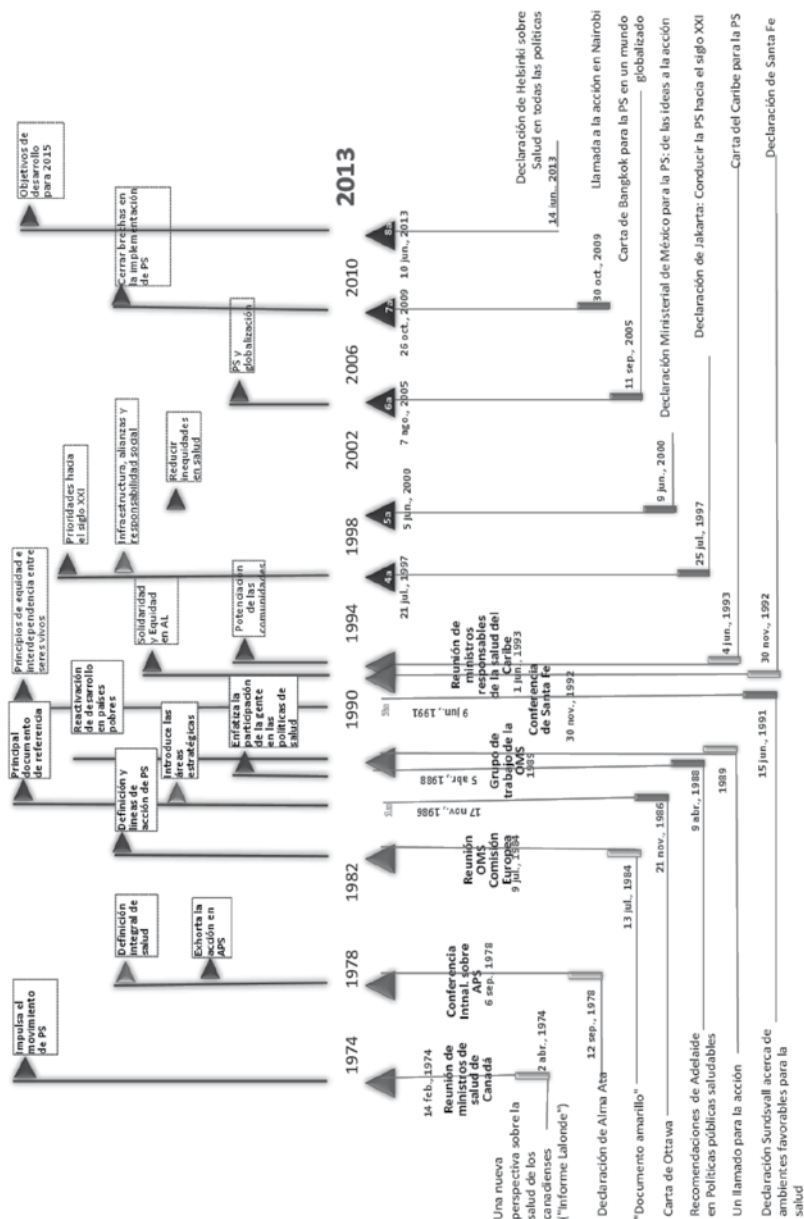 Impulsa el
movimiento
de PS
Definición
integral de
salud
Exhorta la
acción en
APS
Principal
documento
de referencia
Definición y
líneas de
acción de PS
Introduce las
áreas
estratégicas
Reactivación
de desarrollo
en países
pobres
Enfatiza la
participación
de la gente
en las
políticas de
salud
Principios de equidad e
interdependencia entre
seres vivos
Solidaridad
y Equidad
en AL
Potenciación
de las
comunidades
Prioridades hacia
el siglo XXI
Infraestructura, alianzas y
responsabilidad social
Reducir
inequidades
en salud
PS y
globalización
Cerrar brechas en
la implementación
de PS
Objetivos de
desarrollo
para 2015
1974
1978
1982
1990
1994
1998
2002
2006
2010
2013
14 feb., 1974
Reunión de
ministros de
salud de
Canadá
2 abr., 1974
Conferencia
Intnal. sobre
APS
6 sep., 1978
12 sep., 1978
Reunión
OMS
Comisión
Europea
9 jul., 1984
13 jul., 1984
17 nov., 1986
21 nov., 1986
5 abr., 1988
9 abr., 1988
Grupo de
trabajo de la
OMS
1989
1989
9 jun., 1991
15 jun., 1991
Conferencia
de Santa Fe
30 nov., 1992
30 nov., 1992
Reunión de
ministros
responsables
de la salud del
Caribe
1 jun., 1993
4 jun., 1993
4a
21 jul., 1997
25 jul., 1997
5a
5 jun., 2000
9 jun., 2000
6a
7 ago., 2005
11 sep., 2005
7a
26 oct., 2009
30 oct., 2009
8a
10 jun., 2013
14 jun., 2013
Una nueva
perspectiva sobre la
salud de los
canadienses
("Informe Lalonde")
Declaración de Alma Ata
"Documento amarillo"
Carta de Ottawa
Recomendaciones de Adelaide
en Políticas públicas saludables
Un llamado para la acción
Declaración Sundsvall acerca de
ambientes favorables para la
salud
Declaración de Helsinki sobre
Salud en todas las políticas
Llamada a la acción en Nairobi
Carta de Bangkok para la PS en un mundo
globalizado
Declaración Ministerial de México para la PS: de las ideas a la acción
Declaración de Jakarta: Conducir la PS hacia el siglo XXI
Carta del Caribe para la PS
Declaración de Santa Fe